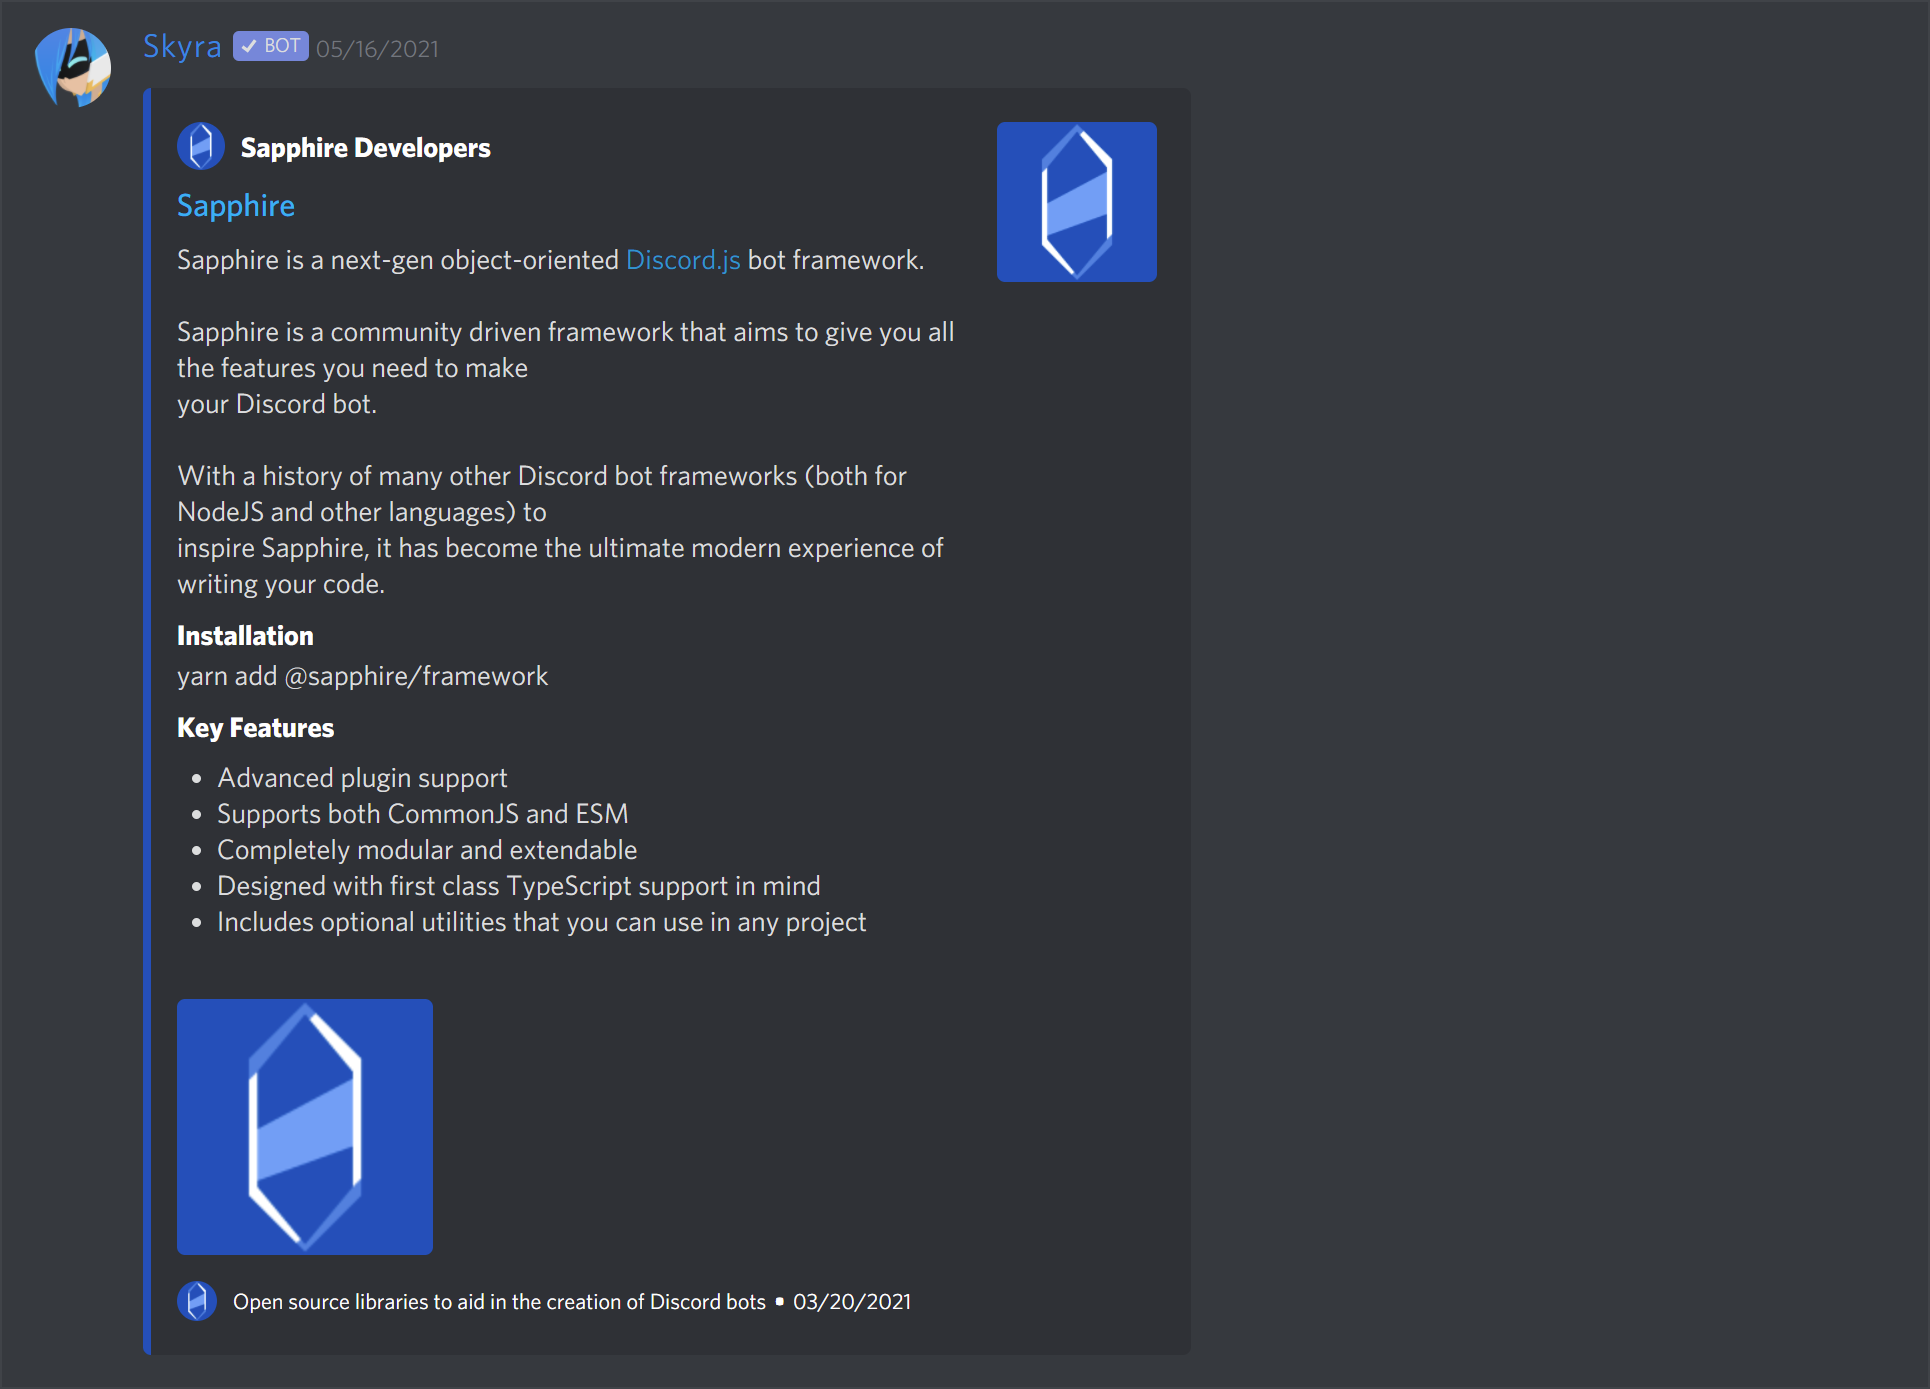 Skyra BOT 05/16/2021
Sapphire Developers
Sapphire
Sapphire is a next-gen object-oriented Discord.js bot framework.
Sapphire is a community driven framework that aims to give you all
the features you need to make
your Discord bot.
With a history of many other Discord bot frameworks (both for
NodeJS and other languages) to
inspire Sapphire, it has become the ultimate modern experience of
writing your code.
Installation
yarn add @sapphire/framework
Key Features
• Advanced plugin support
• Supports both CommonJS and ESM
• Completely modular and extendable
• Designed with first class TypeScript support in mind
• Includes optional utilities that you can use in any project
Open source libraries to aid in the creation of Discord bots • 03/20/2021